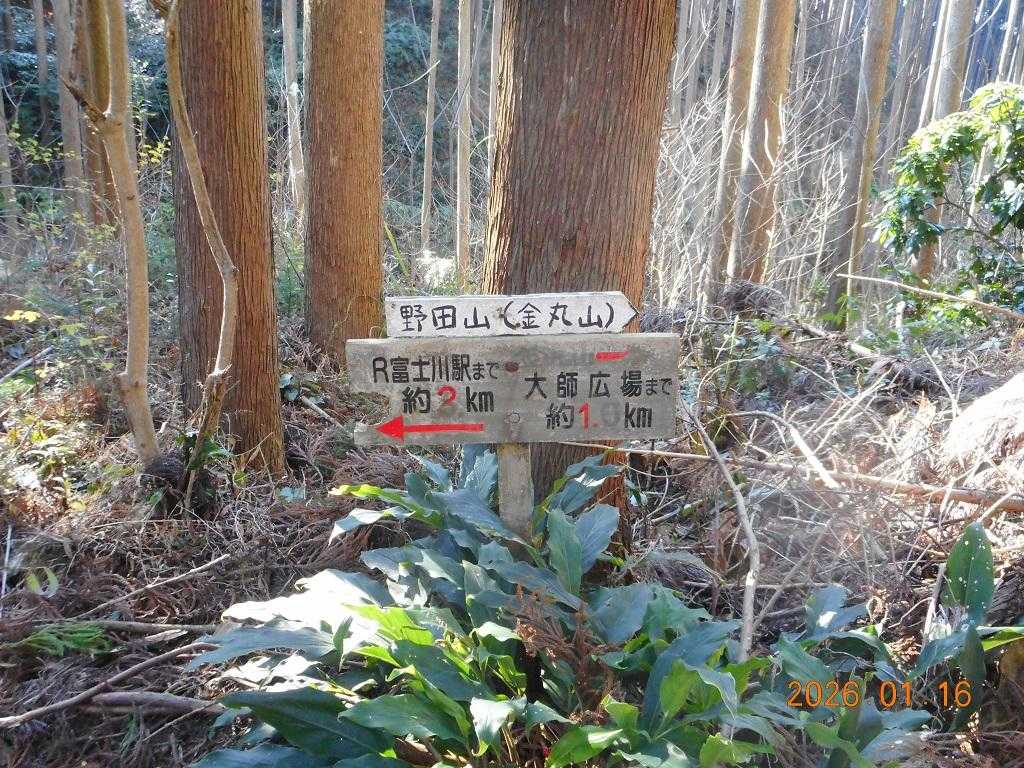 野田山(金丸山)
R富士川駅まで
約2km
大師広場まで
約1.0km
2026 01 16